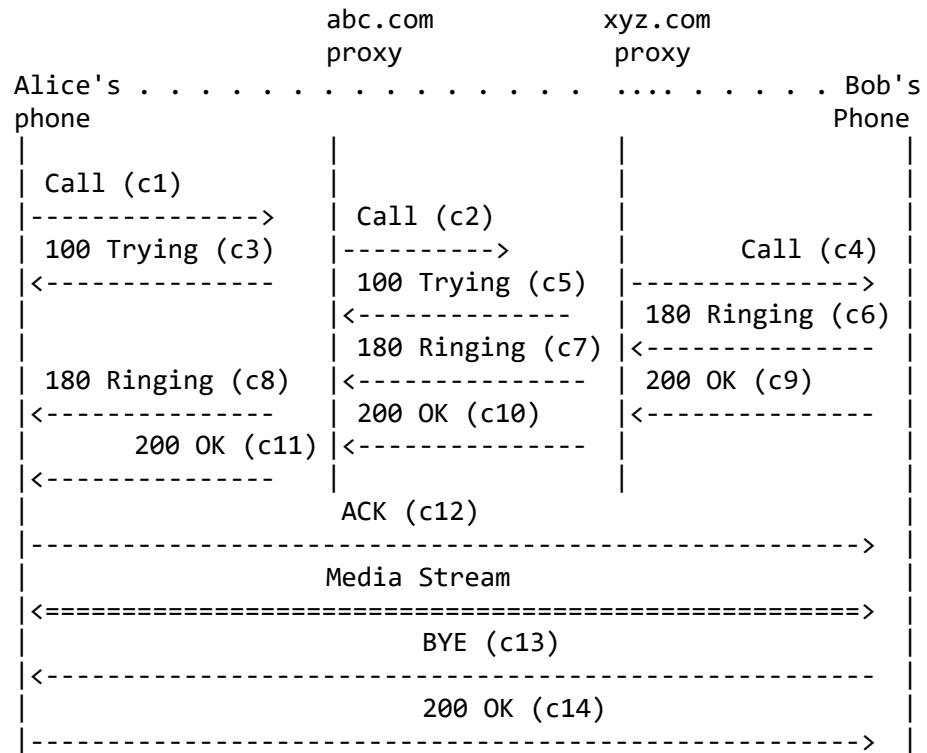 abc.com xyz.com
proxy proxy
Alice's . . . . . . . . . . . . . . . .... . . . . . Bob's
phone Phone
Call (c1)
Call (c2)
100 Trying (c3) Call (c4)
100 Trying (c5)
180 Ringing (c6)
180 Ringing (c7)
180 Ringing (c8) 200 OK (c9)
200 OK (c10)
200 OK (c11)
ACK (c12)
Media Stream
BYE (c13)
200 OK (c14)